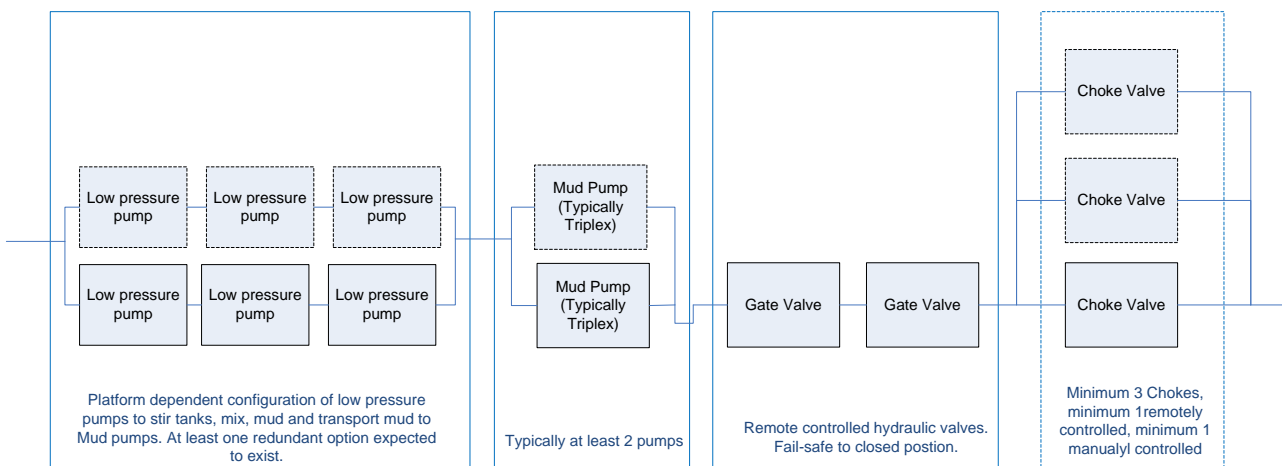 Choke Valve
Low pressure
pump
Low pressure
pump
Low pressure
pump
Mud Pump
(Typically
Triplex)
Choke Valve
Low pressure
pump
Low pressure
pump
Low pressure
pump
Mud Pump
(Typically
Triplex)
Gate Valve
Gate Valve
Choke Valve
Platform dependent configuration of low pressure
pumps to stir tanks, mix, mud and transport mud to
Mud pumps. At least one redundant option expected
to exist.
Typically at least 2 pumps
Remote controlled hydraulic valves.
Fail-safe to closed postion.
Minimum 3 Chokes,
minimum 1remotely
controlled, minimum 1
manualyl controlled